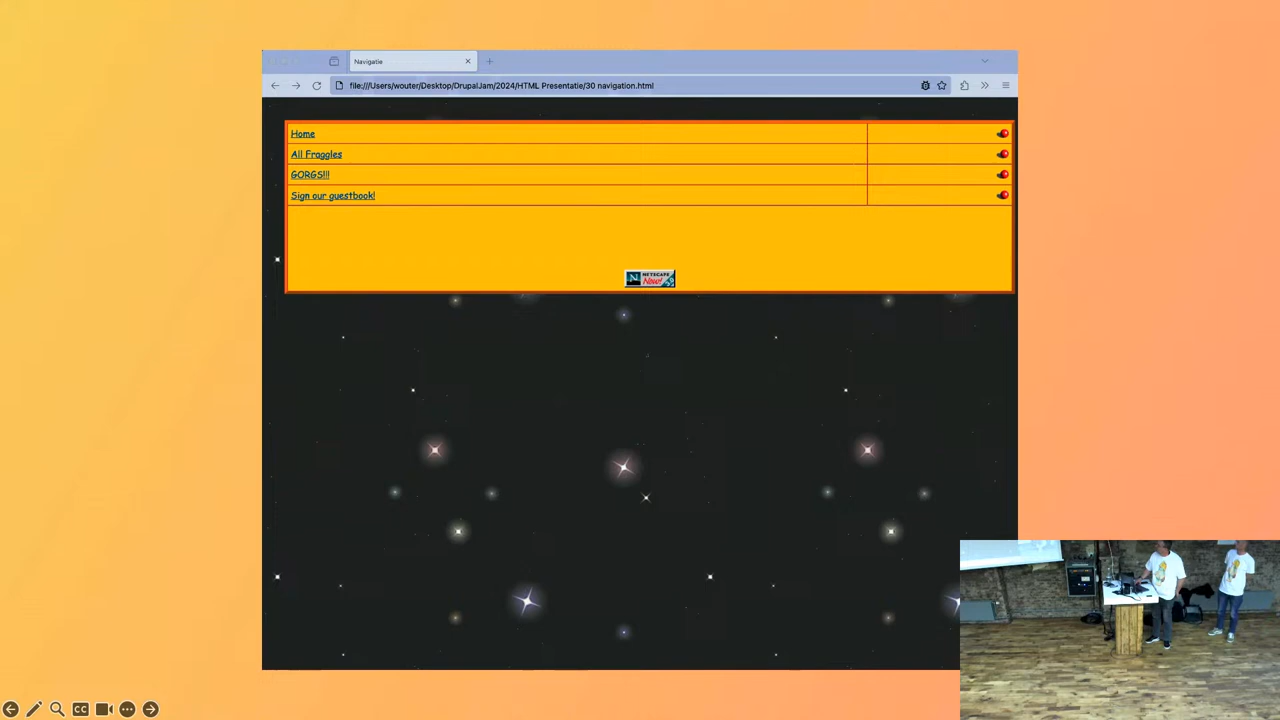 Navigatie
file:///Users/wouter/Desktop/DrupalJam/2024/HTML Presentatie/30 navigation.html
Home
All Fraggles
GORGS!!!
Sign our guestbook!
N NETSCAPE
Now!
CC